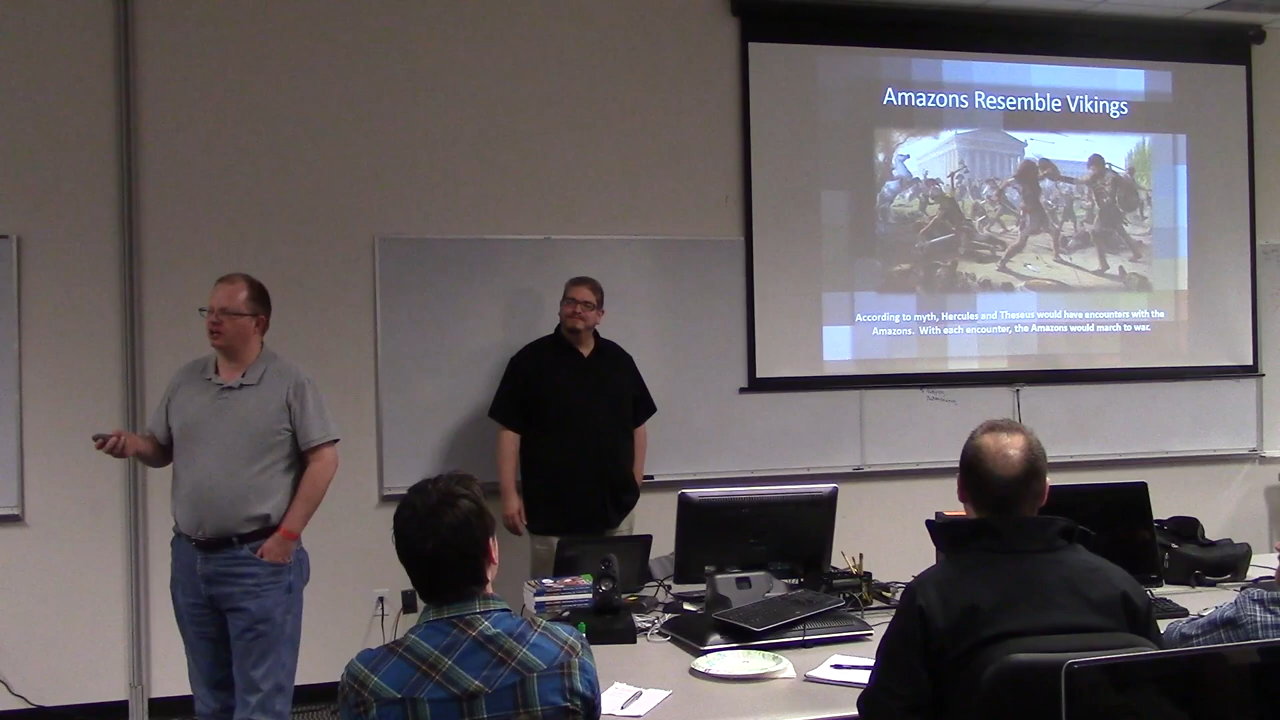 Amazons Resemble Vikings
According to myth, Hercules and Theseus would have encounters with the
Amazons. With each encounter, the Amazons would march to war.